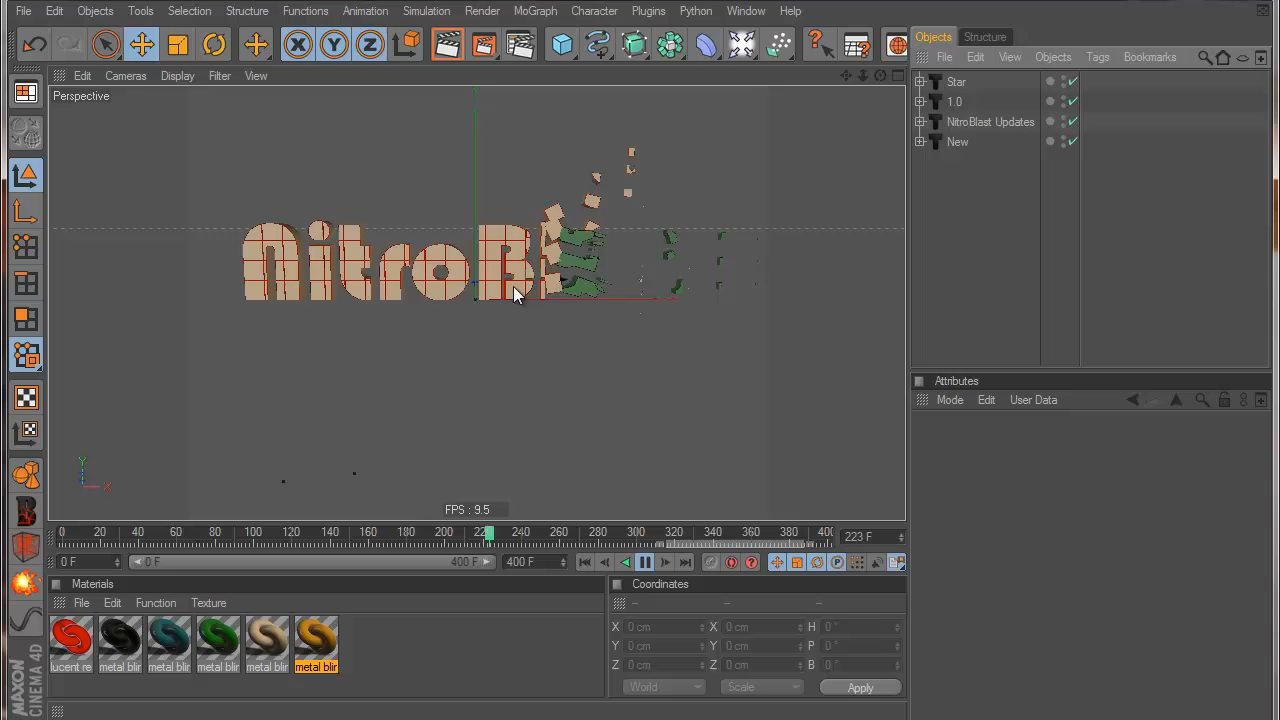 File Edit Objects Tools Selection Structure Functions Animation Simulation Render MoGraph Character Plugins Python Window Help
X Y Z
Objects Structure
File Edit View Objects Tags Bookmarks
Edit Cameras Display Filter View
Perspective
Star
1.0
NitroBlast Updates
New
NitroBl
Attributes
Mode Edit User Data
Y
X
FPS : 9.5
0 20 40 60 80 100 120 140 160 180 200 240 260 280 300 320 340 360 380 400
223 F
0 F 0 F 400 F 400 F
Materials
File Edit Function Texture
lucent re metal blir metal blir metal blir metal blir metal blir
Coordinates
-- -- --
X 0 cm X 0 cm H 0 °
Y 0 cm Y 0 cm P 0 °
Z 0 cm Z 0 cm B 0 °
World Scale Apply
MAXON
CINEMA 4D